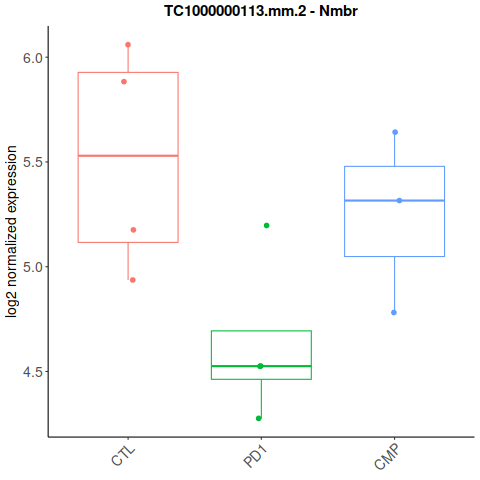 TC1000000113.mm.2 - Nmbr
6.0
5.5
5.0
4.5
log2 normalized expression
CTL
PD1
CMP